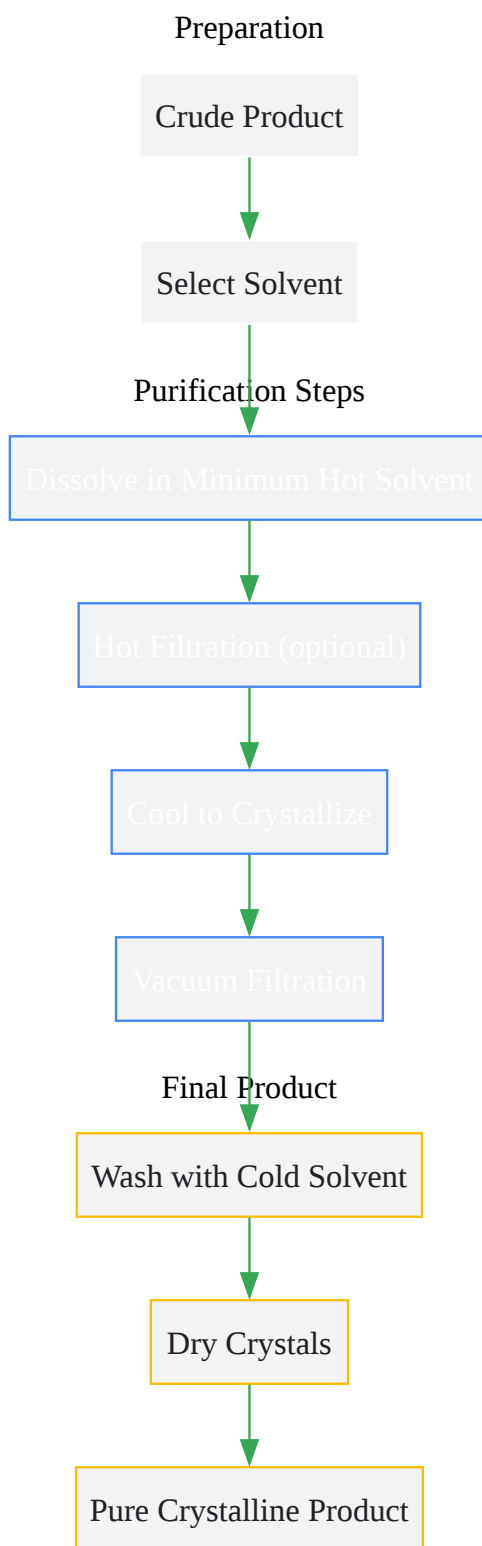 Preparation
Crude Product
Select Solvent
Purification Steps
Dissolve in Minimum Hot Solvent
Hot Filtration (optional)
Cool to Crystallize
Vacuum Filtration
Final Product
Wash with Cold Solvent
Dry Crystals
Pure Crystalline Product